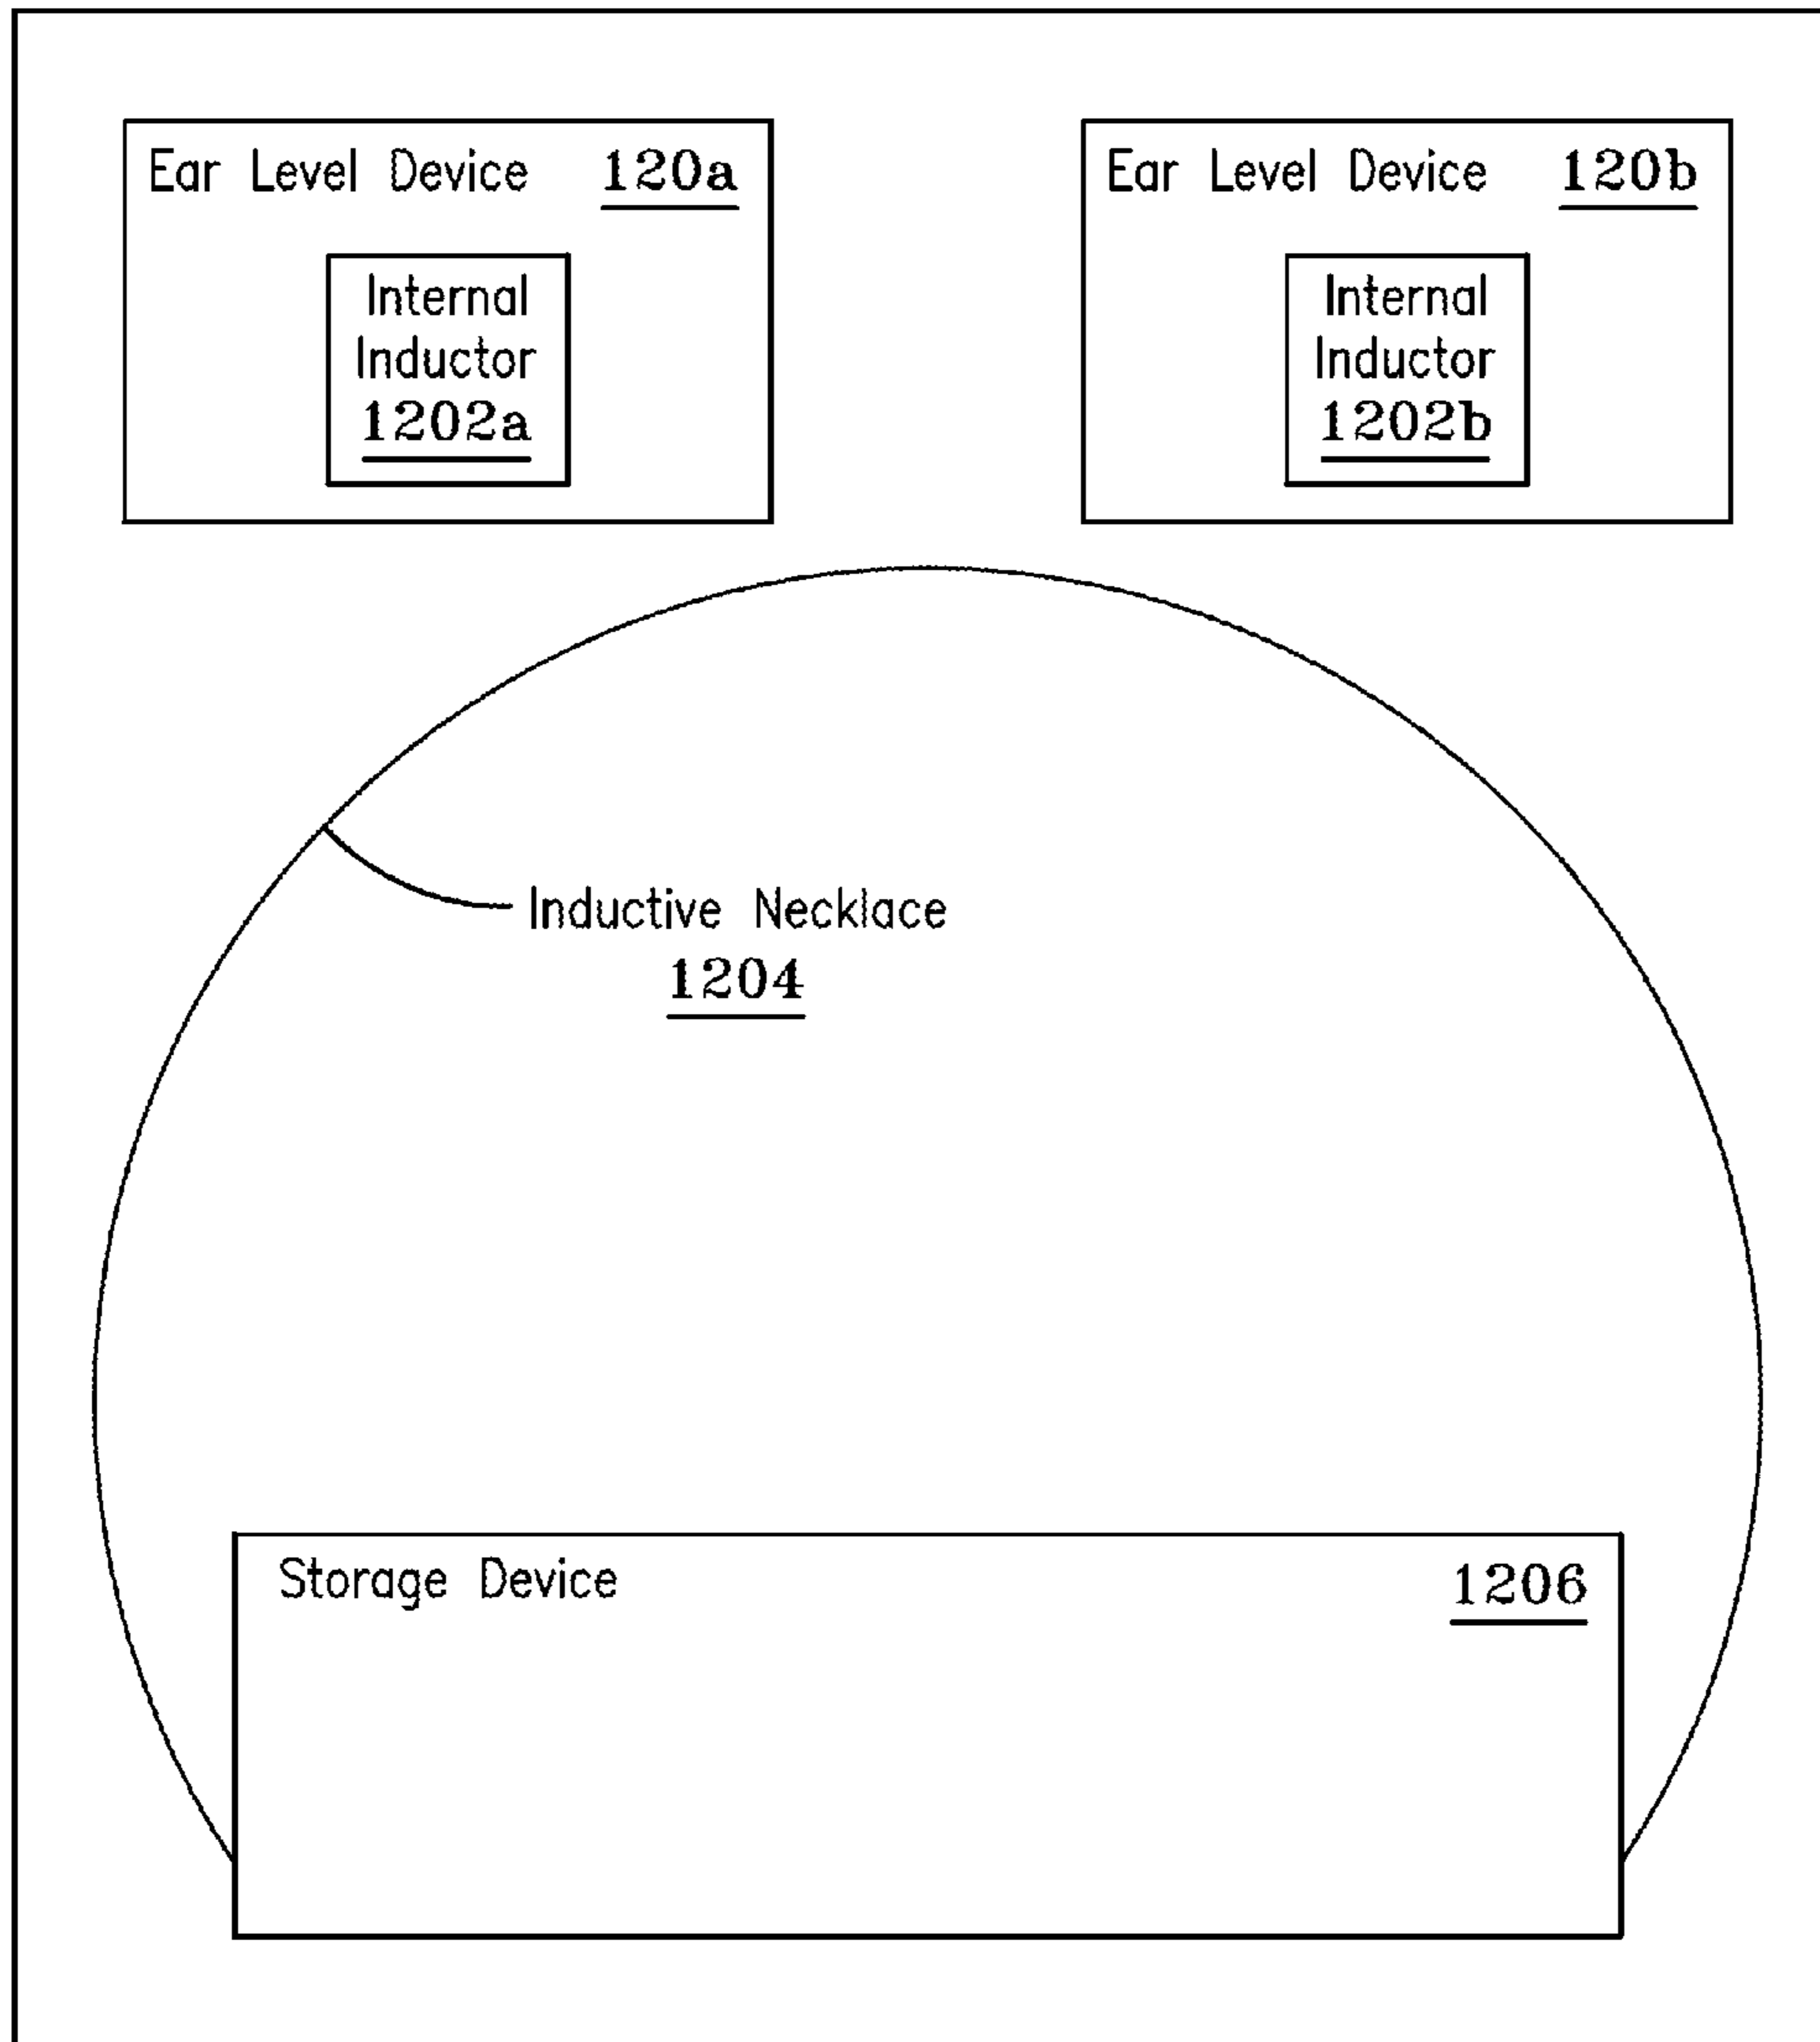 Ear Level Device 120a
Internal
Inductor
1202a
Ear Level Device 120b
Internal
Inductor
1202b
Inductive Necklace
1204
Storage Device 1206